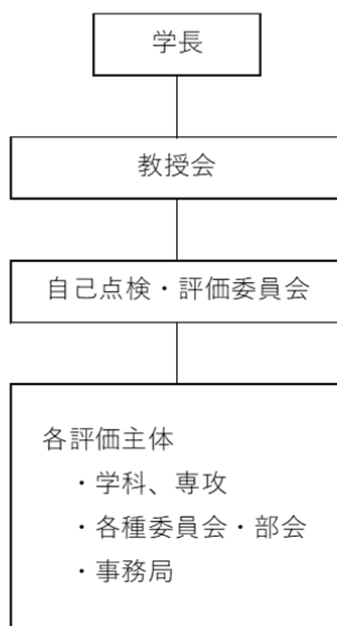 学長
教授会
自己点検・評価委員会
各評価主体
・学科、専攻
・各種委員会・部会
・事務局